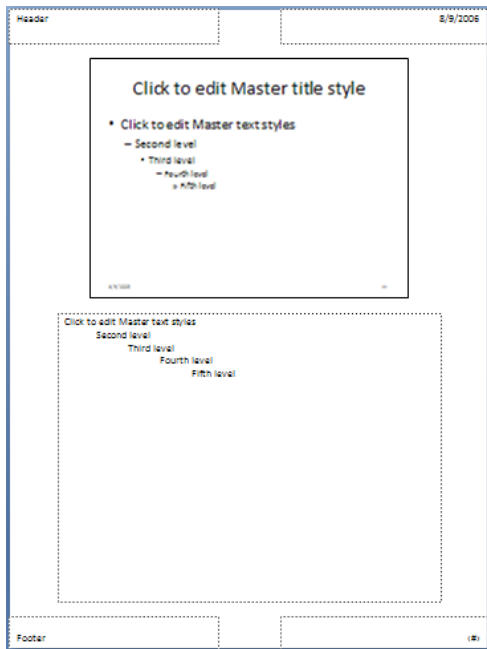 Header
8/9/2006
Click to edit Master title style
• Click to edit Master text styles
– Second level
• Third level
– Fourth level
» Fifth level
Click to edit Master text styles
Second level
Third level
Fourth level
Fifth level
Footer
(#)